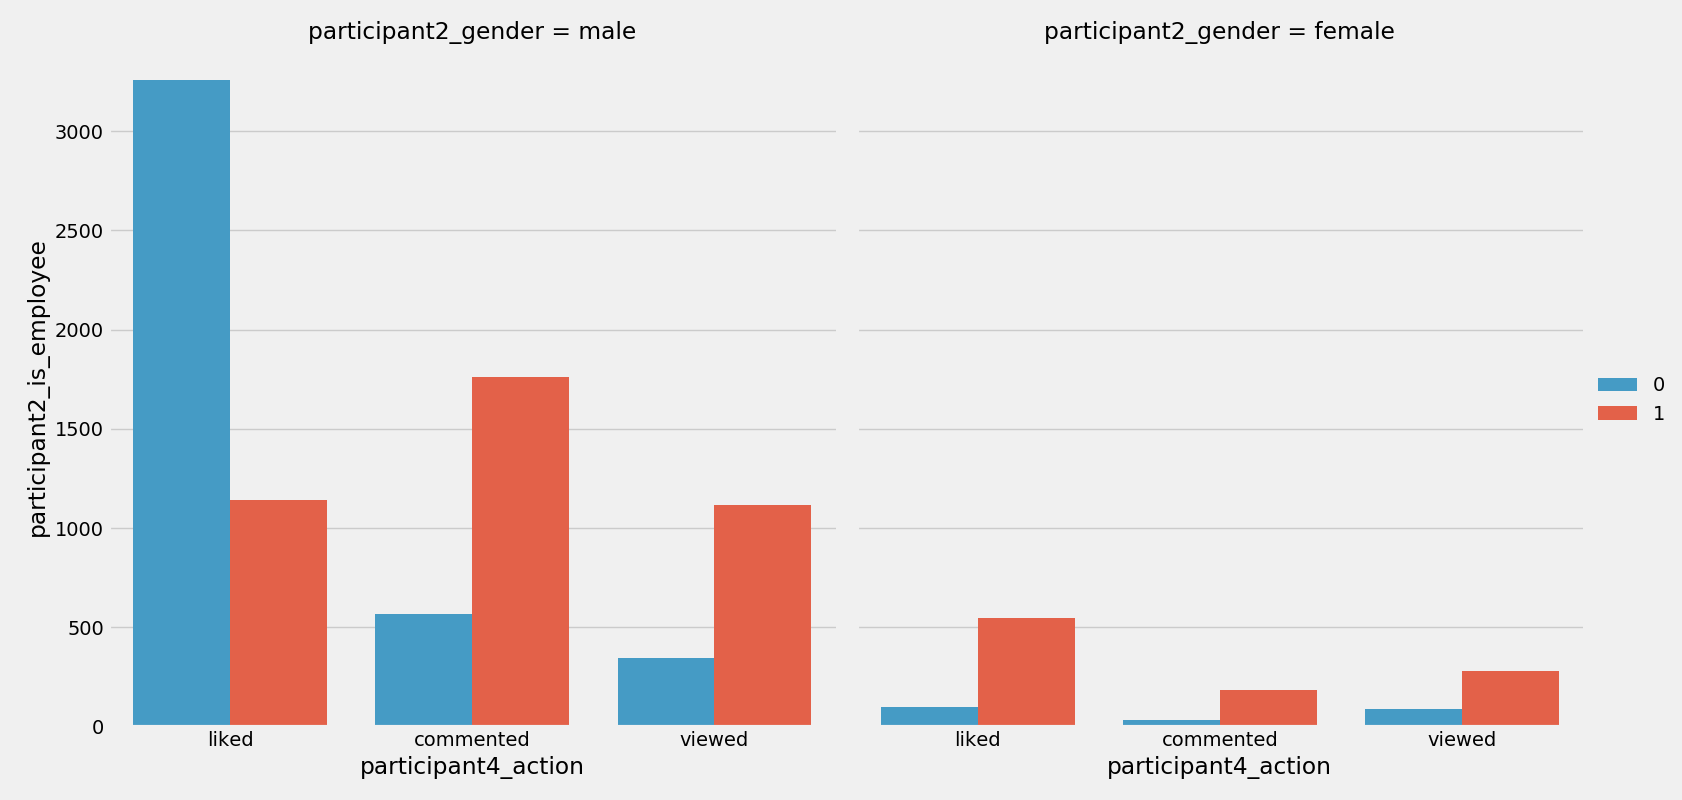 participant2_gender = male
participant2_gender = female
participant2_is_employee
3000
2500
2000
1500
1000
500
0
liked commented viewed
participant4_action
liked commented viewed
participant4_action
0
1